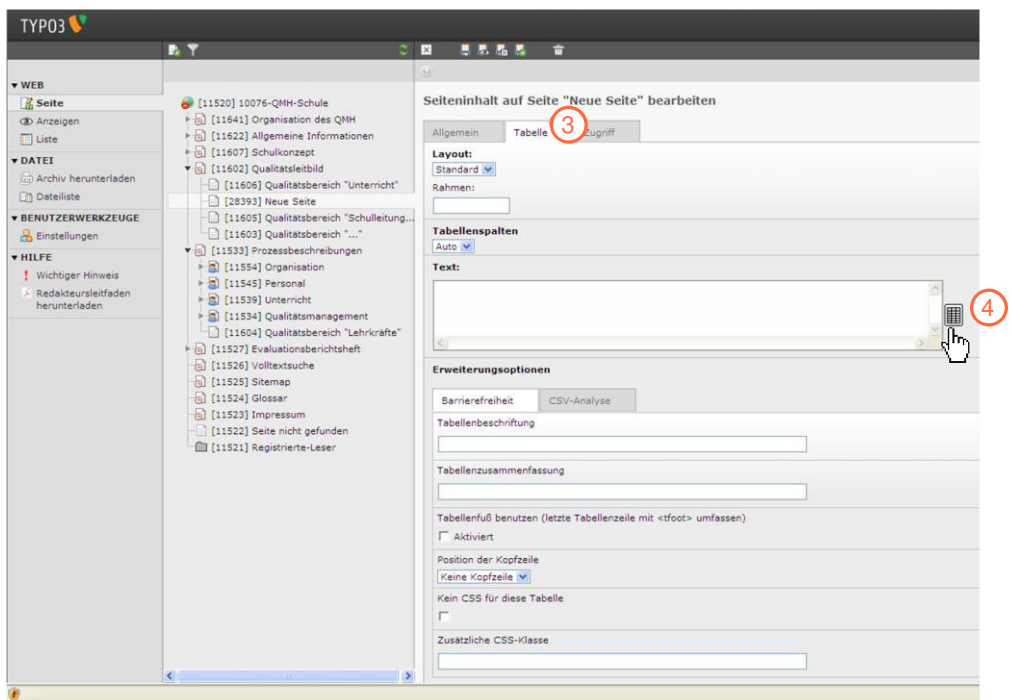 TYPO3
WEB
Seite
Anzeigen
Liste
DATEI
Archiv herunterladen
Dateiliste
BENUTZERWERKZEUGE
Einstellungen
HILFE
Wichtiger Hinweis
Redakteursleitfaden
herunterladen
[11520] 10076-QMH-Schule
[11641] Organisation des QMH
[11622] Allgemeine Informationen
[11607] Schulkonzept
[11602] Qualitätsleitbild
[11606] Qualitätsbereich "Unterricht"
[28393] Neue Seite
[11605] Qualitätsbereich "Schulleitung...
[11603] Qualitätsbereich "..."
[11533] Prozessbeschreibungen
[11554] Organisation
[11545] Personal
[11539] Unterricht
[11534] Qualitätsmanagement
[11604] Qualitätsbereich "Lehrkräfte"
[11527] Evaluationsberichtsheft
[11526] Volltextsuche
[11525] Sitemap
[11524] Glossar
[11523] Impressum
[11522] Seite nicht gefunden
[11521] Registrierte-Leser
Seiteninhalt auf Seite "Neue Seite" bearbeiten
Allgemein Tabelle 3 Zugriff
Layout:
Standard
Rahmen:
Tabellenspalten
Auto
Text:
4
Erweiterungsoptionen
Barrierefreiheit CSV-Analyse
Tabellenbeschriftung
Tabellenzusammenfassung
Tabellenfuß benutzen (letzte Tabellenzeile mit <tfoot> umfassen)
Aktiviert
Position der Kopfzeile
Keine Kopfzeile
Kein CSS für diese Tabelle
Zusätzliche CSS-Klasse